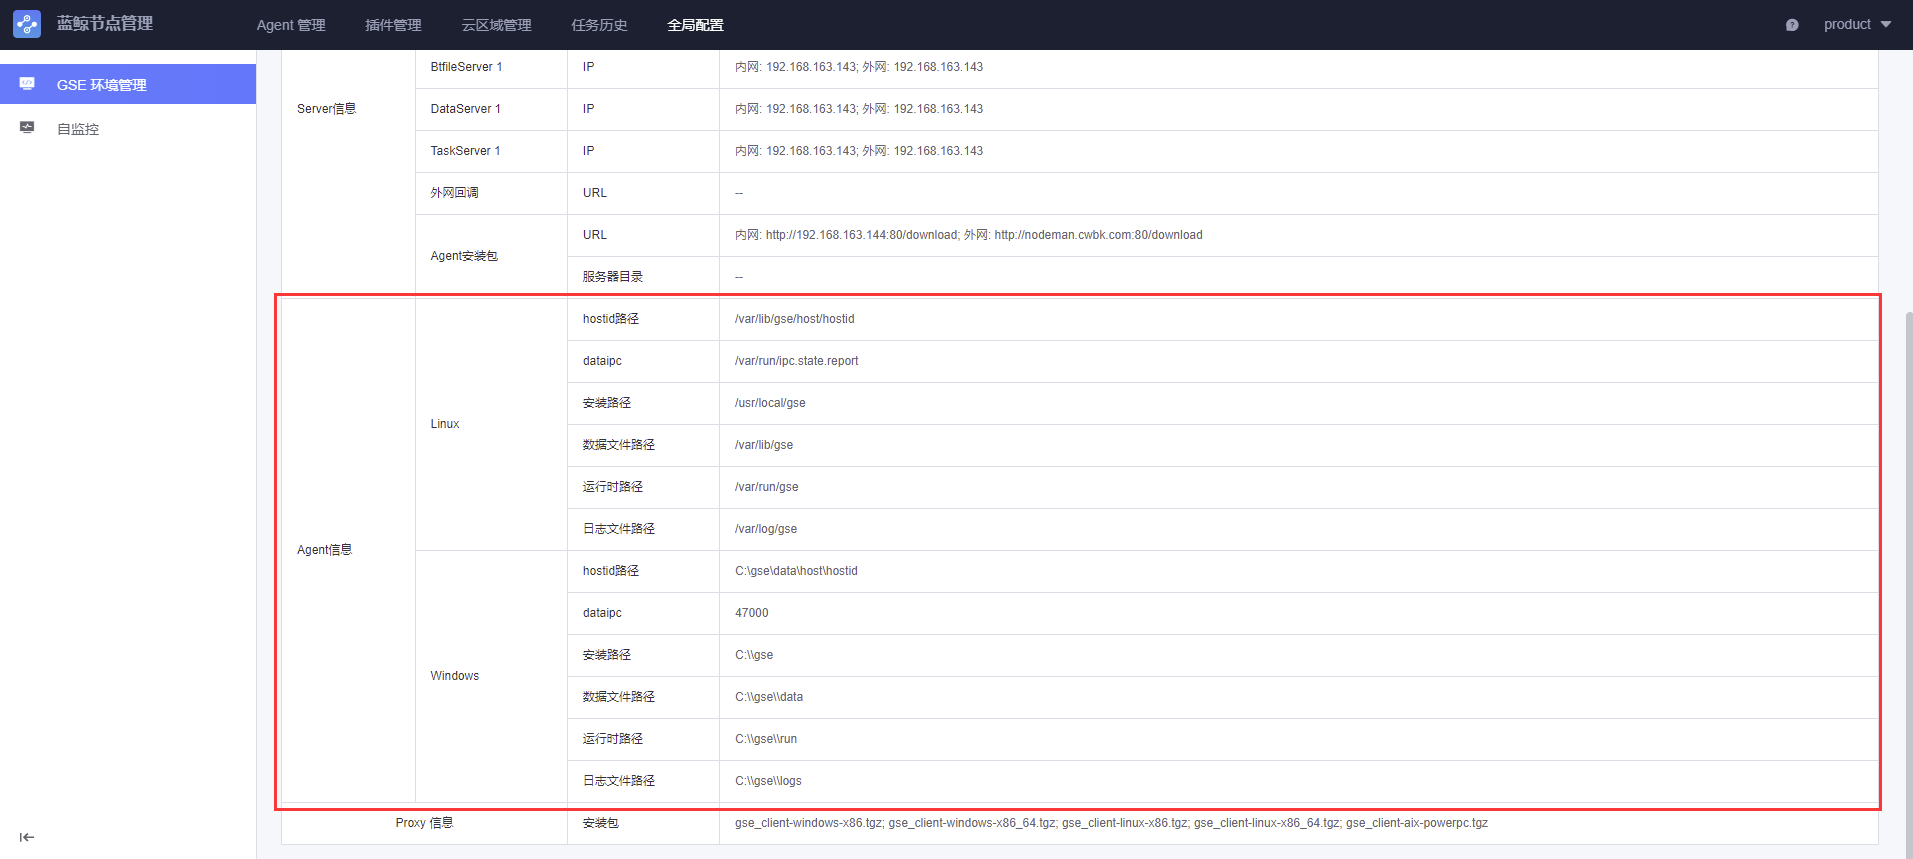 蓝鲸节点管理 Agent 管理 插件管理 云区域管理 任务历史 全局配置 ? product
GSE 环境管理
自监控
Server信息
BtfileServer 1 IP 内网: 192.168.163.143; 外网: 192.168.163.143
DataServer 1 IP 内网: 192.168.163.143; 外网: 192.168.163.143
TaskServer 1 IP 内网: 192.168.163.143; 外网: 192.168.163.143
外网回调 URL --
Agent安装包
URL 内网: http://192.168.163.144:80/download; 外网: http://nodeman.cwbk.com:80/download
服务器目录 --
Agent信息
Linux
hostid路径 /var/lib/gse/host/hostid
dataipc /var/run/ipc.state.report
安装路径 /usr/local/gse
数据文件路径 /var/lib/gse
运行时路径 /var/run/gse
日志文件路径 /var/log/gse
Windows
hostid路径 C:\gse\data\host\hostid
dataipc 47000
安装路径 C:\\gse
数据文件路径 C:\\gse\\data
运行时路径 C:\\gse\\run
日志文件路径 C:\\gse\\logs
Proxy 信息 安装包 gse_client-windows-x86.tgz; gse_client-windows-x86_64.tgz; gse_client-linux-x86.tgz; gse_client-linux-x86_64.tgz; gse_client-aix-powerpc.tgz